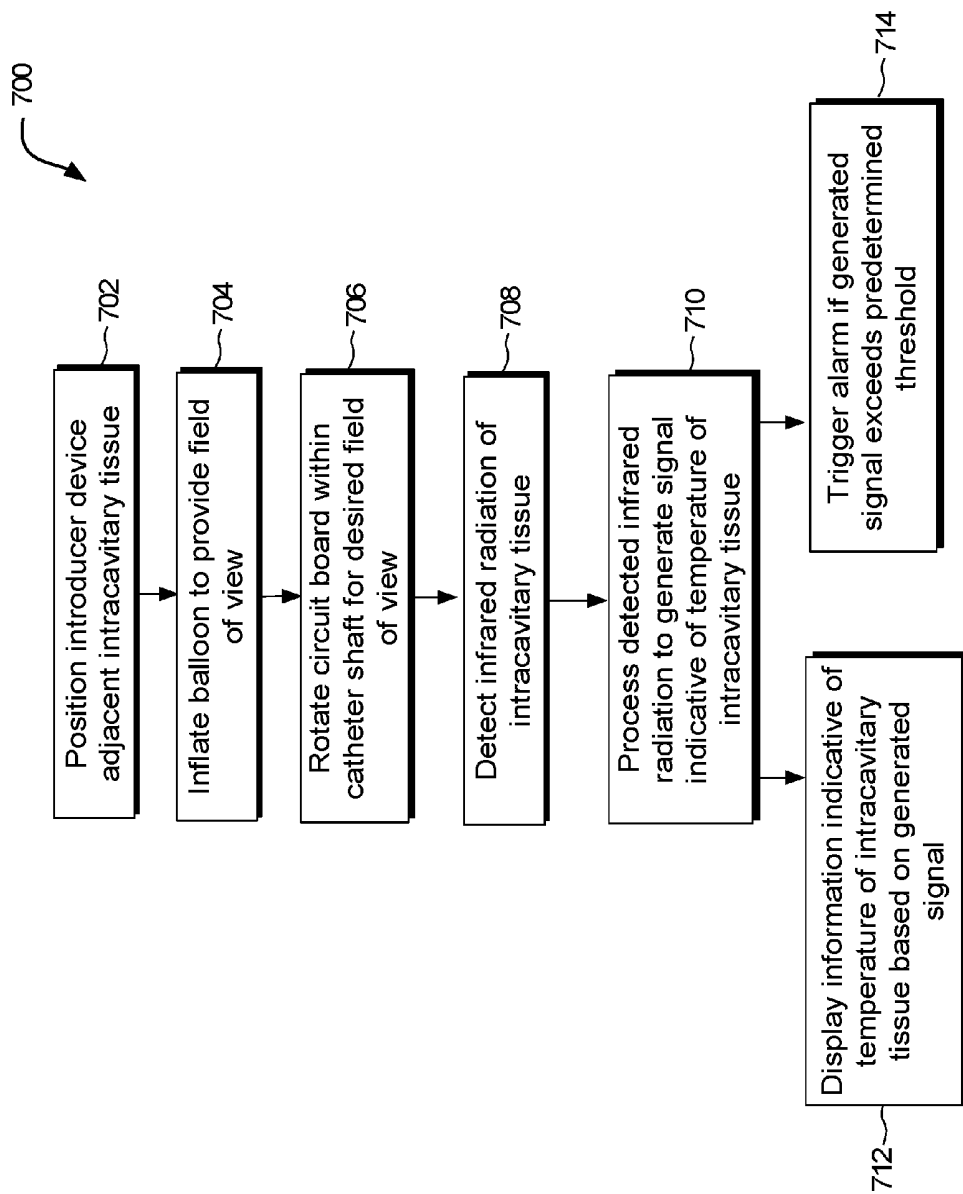 700
Position introducer device
adjacent intracavitary tissue
702
Inflate balloon to provide field
of view
704
Rotate circuit board within
catheter shaft for desired field
of view
706
Detect infrared radiation of
intracavitary tissue
708
Process detected infrared
radiation to generate signal
indicative of temperature of
intracavitary tissue
710
Display information indicative of
temperature of intracavitary
tissue based on generated
signal
712
Trigger alarm if generated
signal exceeds predetermined
threshold
714